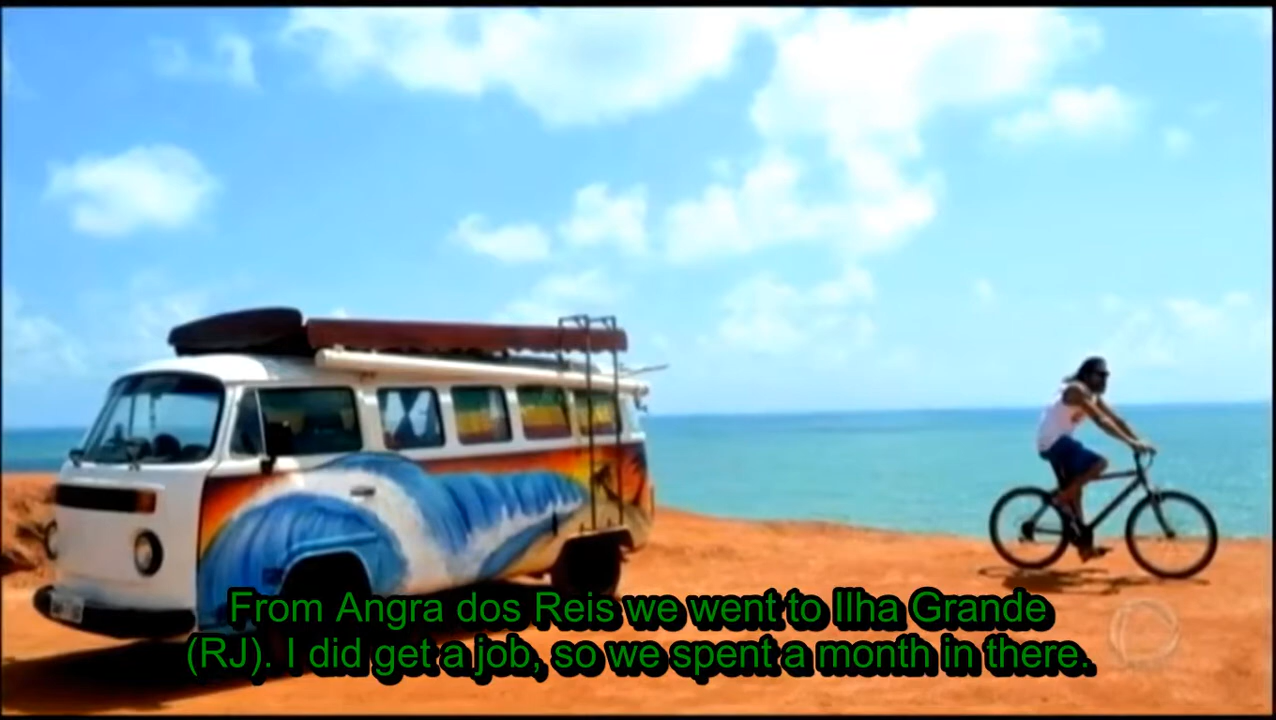 From Angra dos Reis we went to Ilha Grande
(RJ). I did get a job, so we spent a month in there.